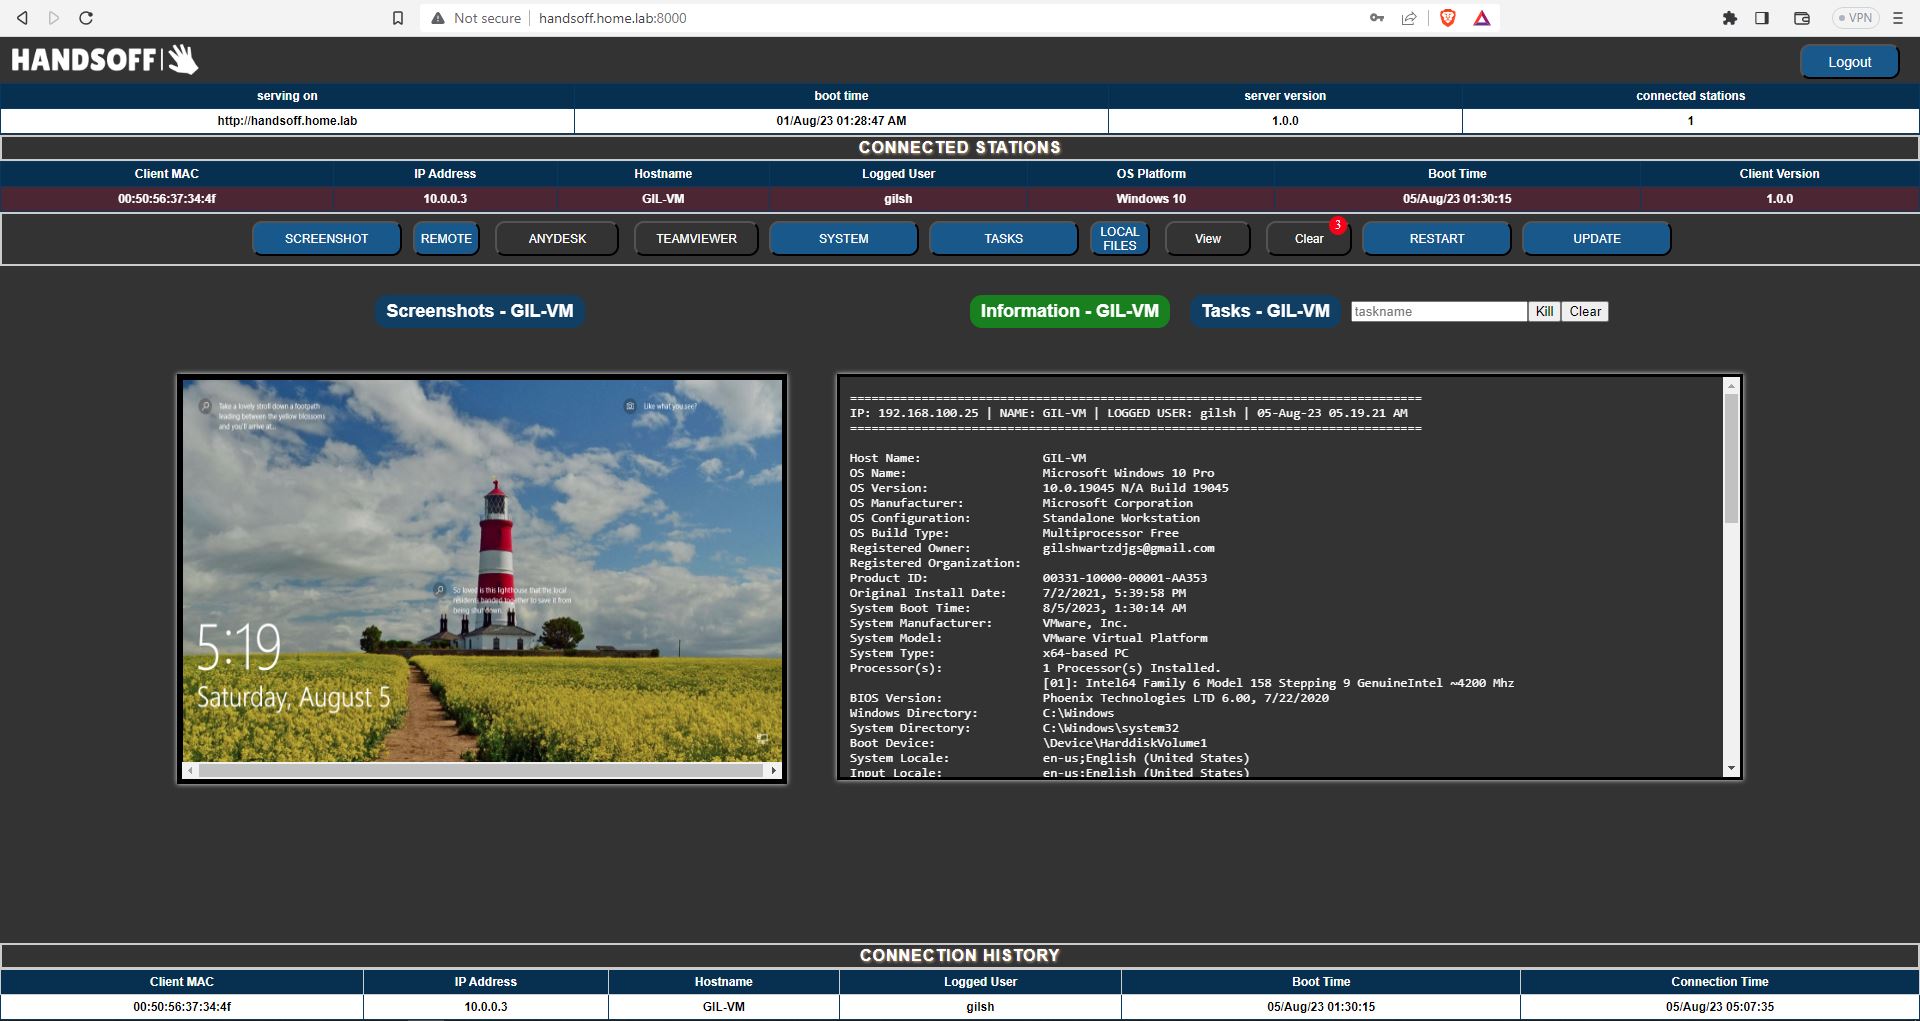 Not secure
handsoff.home.lab:8000
VPN
HANDSOFF
Logout
serving on boot time server version connected stations
http://handsoff.home.lab 01/Aug/23 01:28:47 AM 1.0.0 1
CONNECTED STATIONS
Client MAC IP Address Hostname Logged User OS Platform Boot Time Client Version
00:50:56:37:34:4f 10.0.0.3 GIL-VM gilsh Windows 10 05/Aug/23 01:30:15 1.0.0
SCREENSHOT
REMOTE
ANYDESK
TEAMVIEWER
SYSTEM
TASKS
LOCAL
FILES
View
Clear
3
RESTART
UPDATE
Screenshots - GIL-VM
Information - GIL-VM
Tasks - GIL-VM
taskname
Kill
Clear
Take a lovely stroll down a footpath
leading between the yellow blossoms
and you'll arrive at...
Like what you see?
So loved is this lighthouse that the local
residents banded together to save it from
being shut down.
5:19
Saturday, August 5
================================================================================
IP: 192.168.100.25 | NAME: GIL-VM | LOGGED USER: gilsh | 05-Aug-23 05.19.21 AM
================================================================================
Host Name: GIL-VM
OS Name: Microsoft Windows 10 Pro
OS Version: 10.0.19045 N/A Build 19045
OS Manufacturer: Microsoft Corporation
OS Configuration: Standalone Workstation
OS Build Type: Multiprocessor Free
Registered Owner: gilshwartzdjgs@gmail.com
Registered Organization:
Product ID: 00331-10000-00001-AA353
Original Install Date: 7/2/2021, 5:39:58 PM
System Boot Time: 8/5/2023, 1:30:14 AM
System Manufacturer: VMware, Inc.
System Model: VMware Virtual Platform
System Type: x64-based PC
Processor(s): 1 Processor(s) Installed.
[01]: Intel64 Family 6 Model 158 Stepping 9 GenuineIntel ~4200 Mhz
BIOS Version: Phoenix Technologies LTD 6.00, 7/22/2020
Windows Directory: C:\Windows
System Directory: C:\Windows\system32
Boot Device: \Device\HarddiskVolume1
System Locale: en-us;English (United States)
Input Locale: en-us;English (United States)
CONNECTION HISTORY
Client MAC IP Address Hostname Logged User Boot Time Connection Time
00:50:56:37:34:4f 10.0.0.3 GIL-VM gilsh 05/Aug/23 01:30:15 05/Aug/23 05:07:35